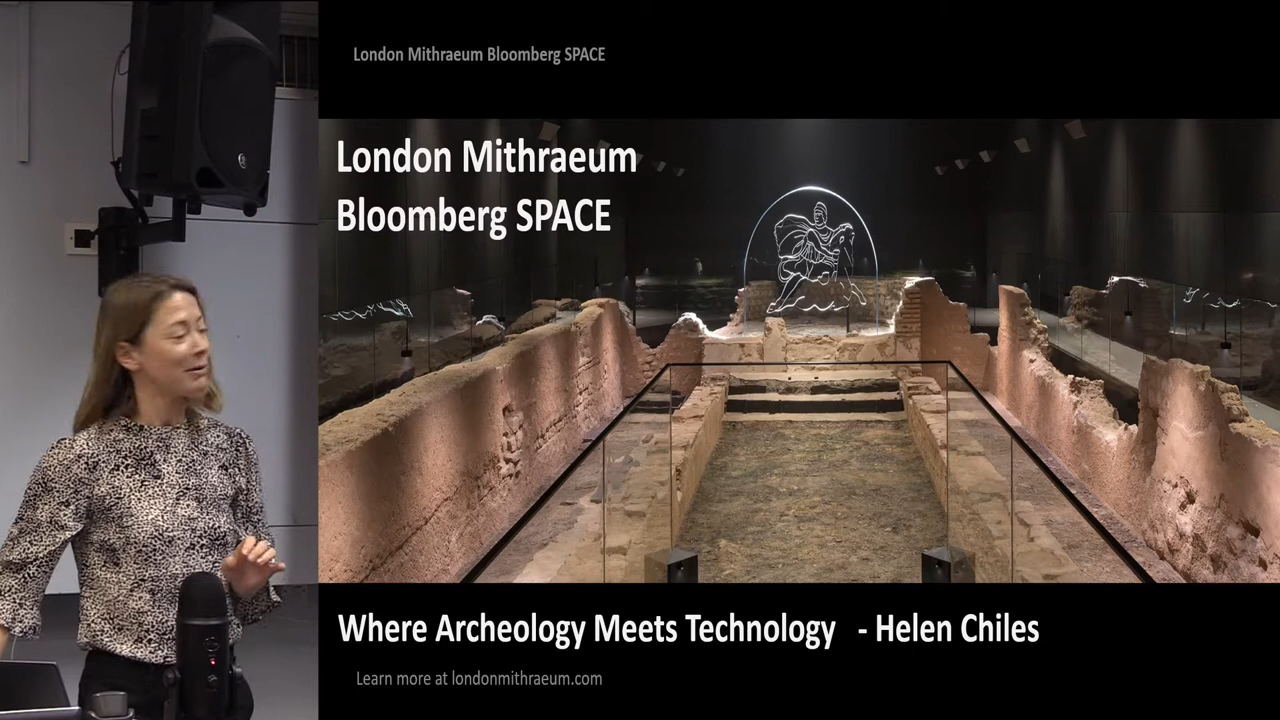 London Mithraeum Bloomberg SPACE
London Mithraeum
Bloomberg SPACE
Where Archeology Meets Technology - Helen Chiles
Learn more at londonmithraeum.com